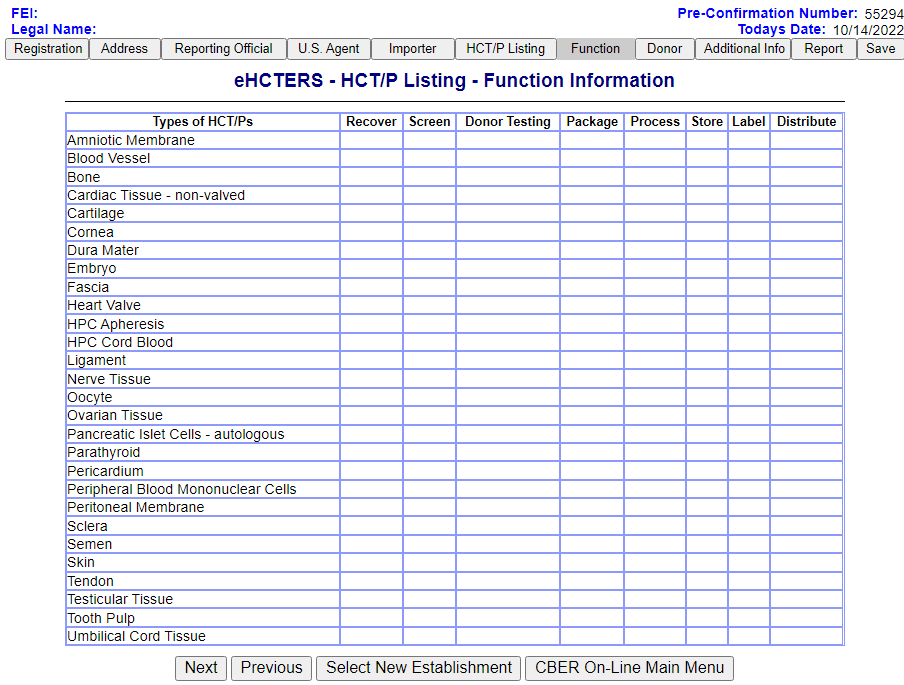 FEI: Pre-Confirmation Number: 55294
Legal Name: Todays Date: 10/14/2022
Registration Address Reporting Official U.S. Agent Importer HCT/P Listing Function Donor Additional Info Report Save
eHCTERS - HCT/P Listing - Function Information
Types of HCT/Ps Recover Screen Donor Testing Package Process Store Label Distribute
Amniotic Membrane
Blood Vessel
Bone
Cardiac Tissue - non-valved
Cartilage
Cornea
Dura Mater
Embryo
Fascia
Heart Valve
HPC Apheresis
HPC Cord Blood
Ligament
Nerve Tissue
Oocyte
Ovarian Tissue
Pancreatic Islet Cells - autologous
Parathyroid
Pericardium
Peripheral Blood Mononuclear Cells
Peritoneal Membrane
Sclera
Semen
Skin
Tendon
Testicular Tissue
Tooth Pulp
Umbilical Cord Tissue
Next Previous Select New Establishment CBER On-Line Main Menu